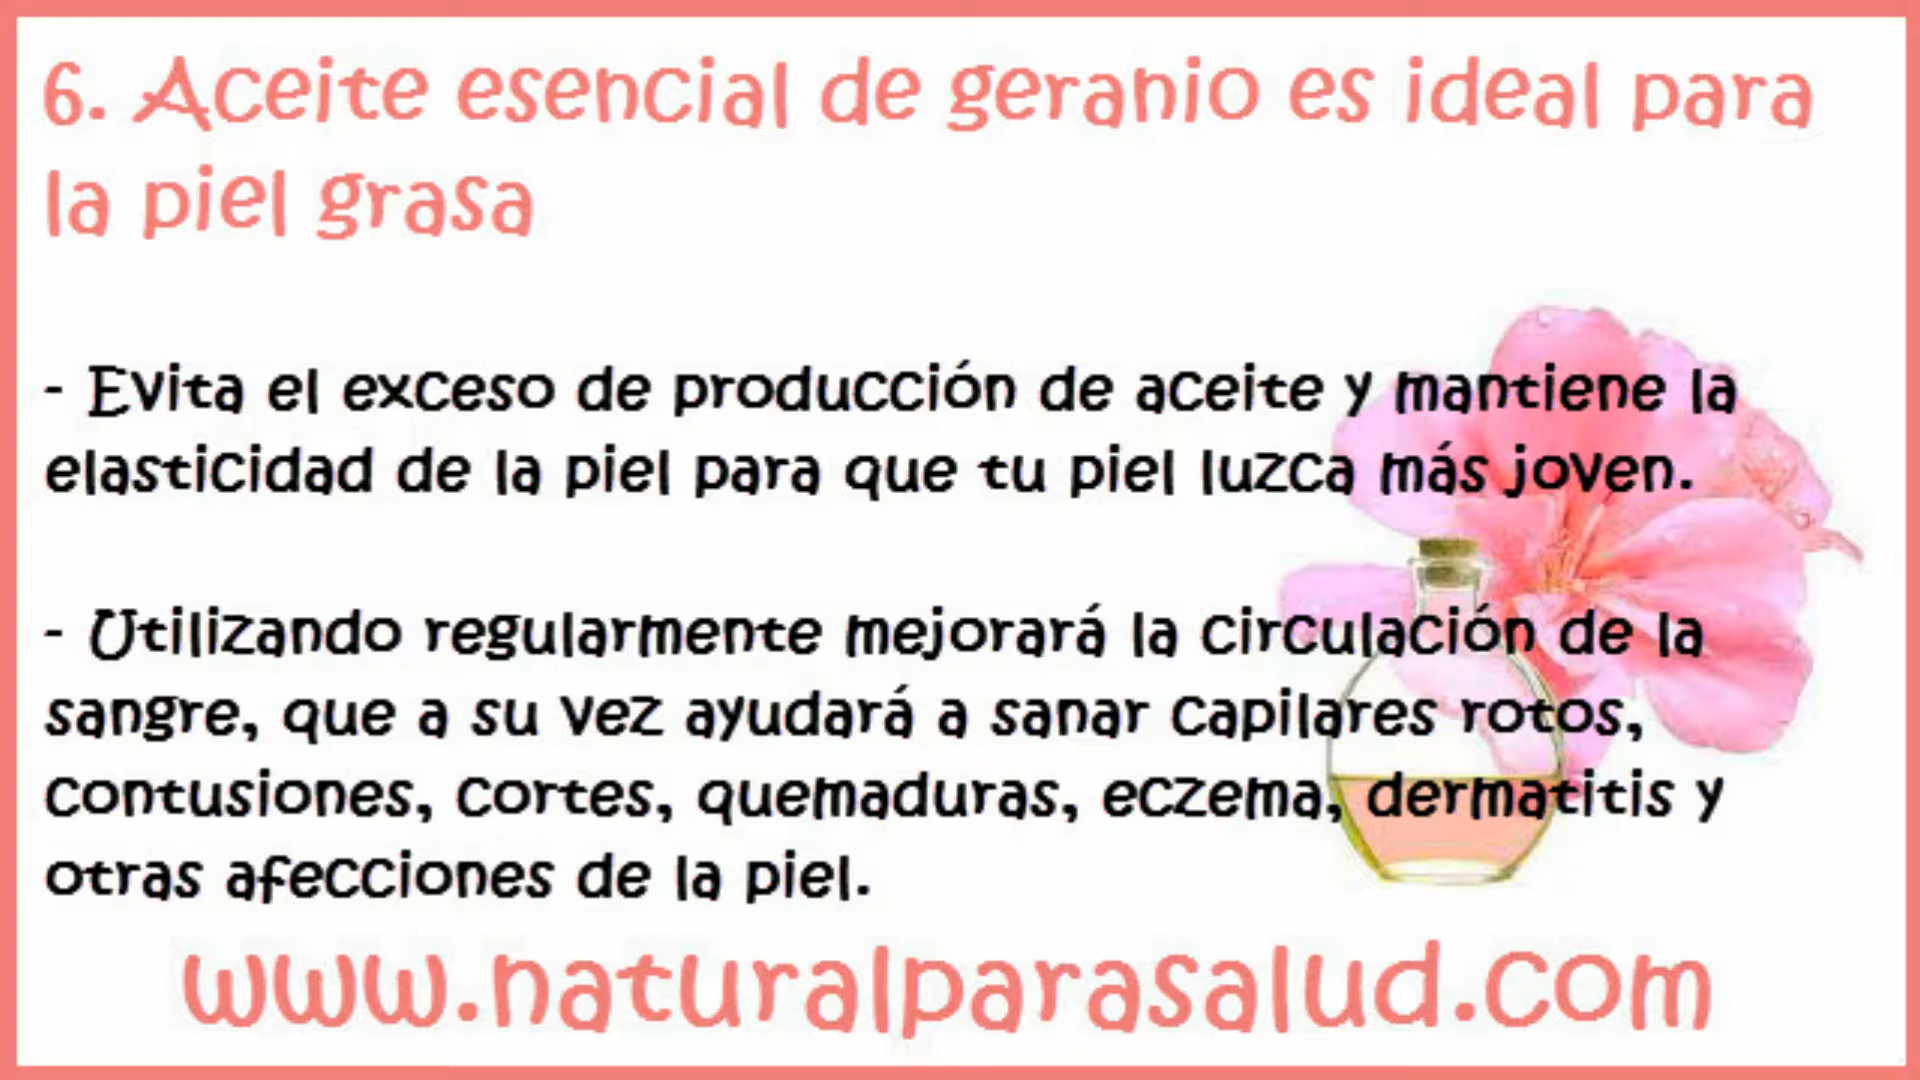 6. Aceite esencial de geranio es ideal para
la piel grasa
- Evita el exceso de producción de aceite y mantiene la
elasticidad de la piel para que tu piel luzca más joven.
- Utilizando regularmente mejorará la circulación de la
sangre, que a su vez ayudará a sanar capilares rotos,
contusiones, cortes, quemaduras, eczema, dermatitis y
otras afecciones de la piel.
www.naturalparasalud.com